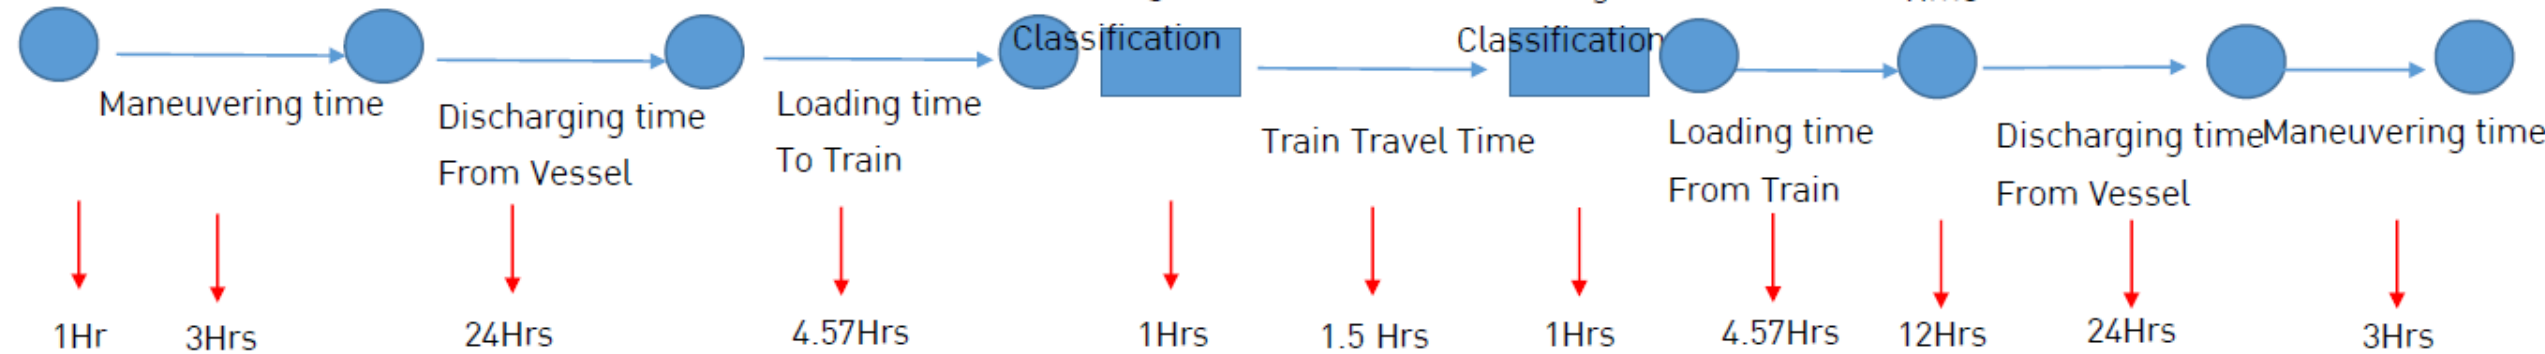 Classification
Classification
Maneuvering time
Discharging time
From Vessel
Loading time
To Train
Train Travel Time
Loading time
From Train
Discharging time
From Vessel
Maneuvering time
1Hr
3Hrs
24Hrs
4.57Hrs
1Hrs
1.5 Hrs
1Hrs
4.57Hrs
12Hrs
24Hrs
3Hrs